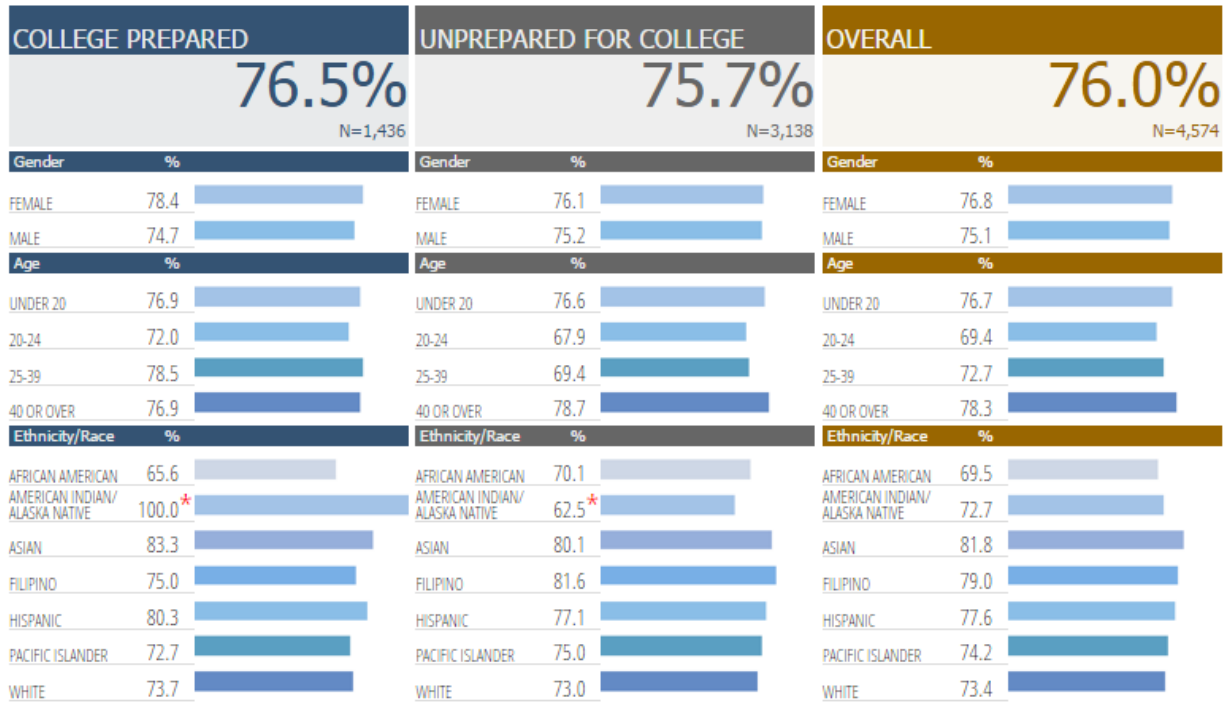 COLLEGE PREPARED
76.5%
N=1,436
Gender %
FEMALE 78.4
MALE 74.7
Age %
UNDER 20 76.9
20-24 72.0
25-39 78.5
40 OR OVER 76.9
Ethnicity/Race %
AFRICAN AMERICAN 65.6
AMERICAN INDIAN/
ALASKA NATIVE 100.0*
ASIAN 83.3
FILIPINO 75.0
HISPANIC 80.3
PACIFIC ISLANDER 72.7
WHITE 73.7
UNPREPARED FOR COLLEGE
75.7%
N=3,138
Gender %
FEMALE 76.1
MALE 75.2
Age %
UNDER 20 76.6
20-24 67.9
25-39 69.4
40 OR OVER 78.7
Ethnicity/Race %
AFRICAN AMERICAN 70.1
AMERICAN INDIAN/
ALASKA NATIVE 62.5*
ASIAN 80.1
FILIPINO 81.6
HISPANIC 77.1
PACIFIC ISLANDER 75.0
WHITE 73.0
OVERALL
76.0%
N=4,574
Gender %
FEMALE 76.8
MALE 75.1
Age %
UNDER 20 76.7
20-24 69.4
25-39 72.7
40 OR OVER 78.3
Ethnicity/Race %
AFRICAN AMERICAN 69.5
AMERICAN INDIAN/
ALASKA NATIVE 72.7
ASIAN 81.8
FILIPINO 79.0
HISPANIC 77.6
PACIFIC ISLANDER 74.2
WHITE 73.4